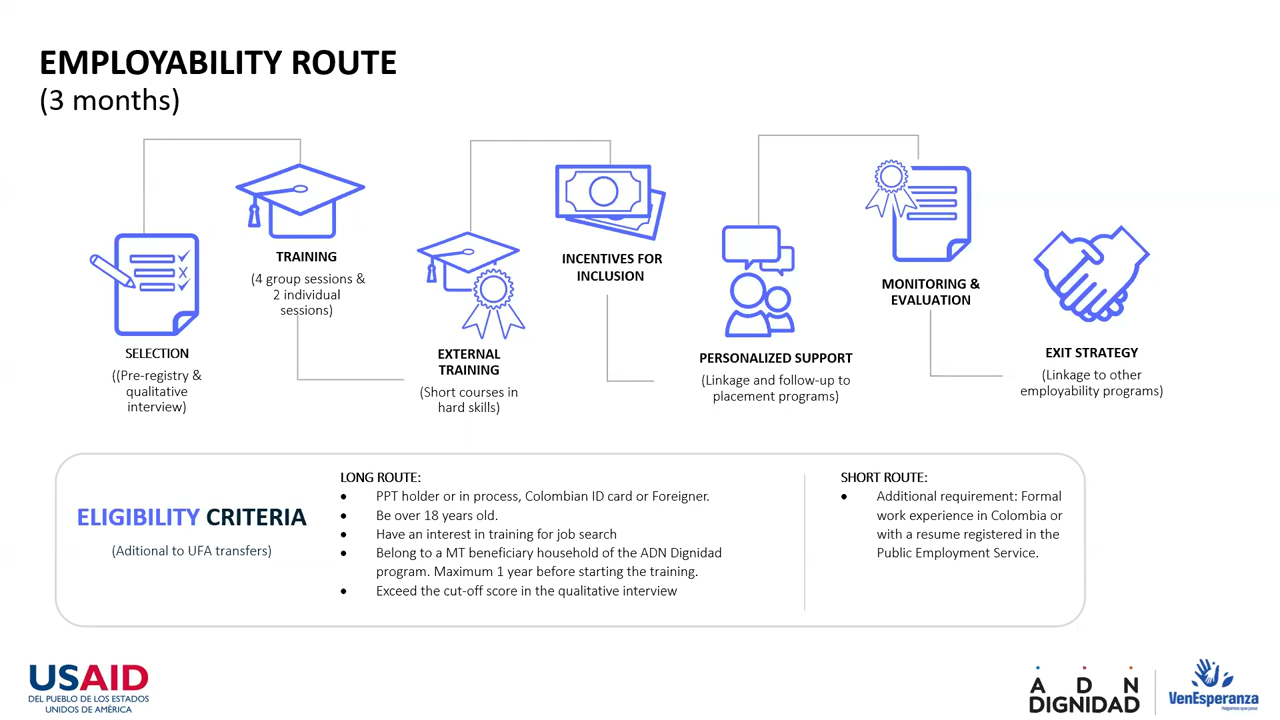 EMPLOYABILITY ROUTE
(3 months)
SELECTION
((Pre-registry &
qualitative
interview)
TRAINING
(4 group sessions &
2 individual
sessions)
EXTERNAL
TRAINING
(Short courses in
hard skills)
INCENTIVES FOR
INCLUSION
PERSONALIZED SUPPORT
(Linkage and follow-up to
placement programs)
MONITORING &
EVALUATION
EXIT STRATEGY
(Linkage to other
employability programs)
ELIGIBILITY CRITERIA
(Aditional to UFA transfers)
LONG ROUTE:
• PPT holder or in process, Colombian ID card or Foreigner.
• Be over 18 years old.
• Have an interest in training for job search
• Belong to a MT beneficiary household of the ADN Dignidad
program. Maximum 1 year before starting the training.
• Exceed the cut-off score in the qualitative interview
SHORT ROUTE:
• Additional requirement: Formal
work experience in Colombia or
with a resume registered in the
Public Employment Service.
USAID
DEL PUEBLO DE LOS ESTADOS
UNIDOS DE AMÉRICA
ADN
DIGNIDAD
VenEsperanza